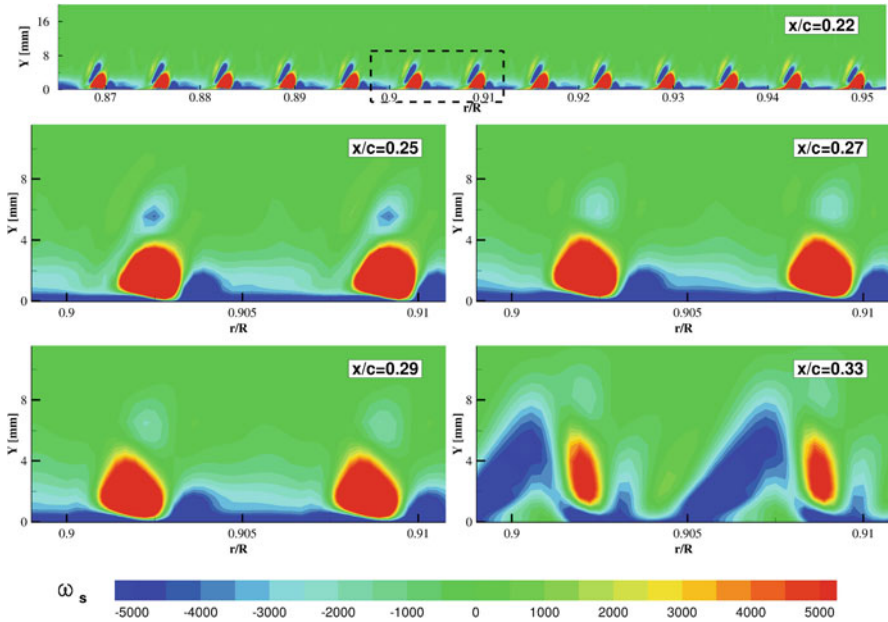 x/c=0.22
Y [mm]
16
8
0
0.87 0.88 0.89 0.9 0.91 0.92 0.93 0.94 0.95
r/R
x/c=0.25
Y [mm]
8
4
0
0.9 0.905 0.91
r/R
x/c=0.27
Y [mm]
8
4
0
0.9 0.905 0.91
r/R
x/c=0.29
Y [mm]
8
4
0
0.9 0.905 0.91
r/R
x/c=0.33
Y [mm]
8
4
0
0.9 0.905 0.91
r/R
ω s
-5000 -4000 -3000 -2000 -1000 0 1000 2000 3000 4000 5000